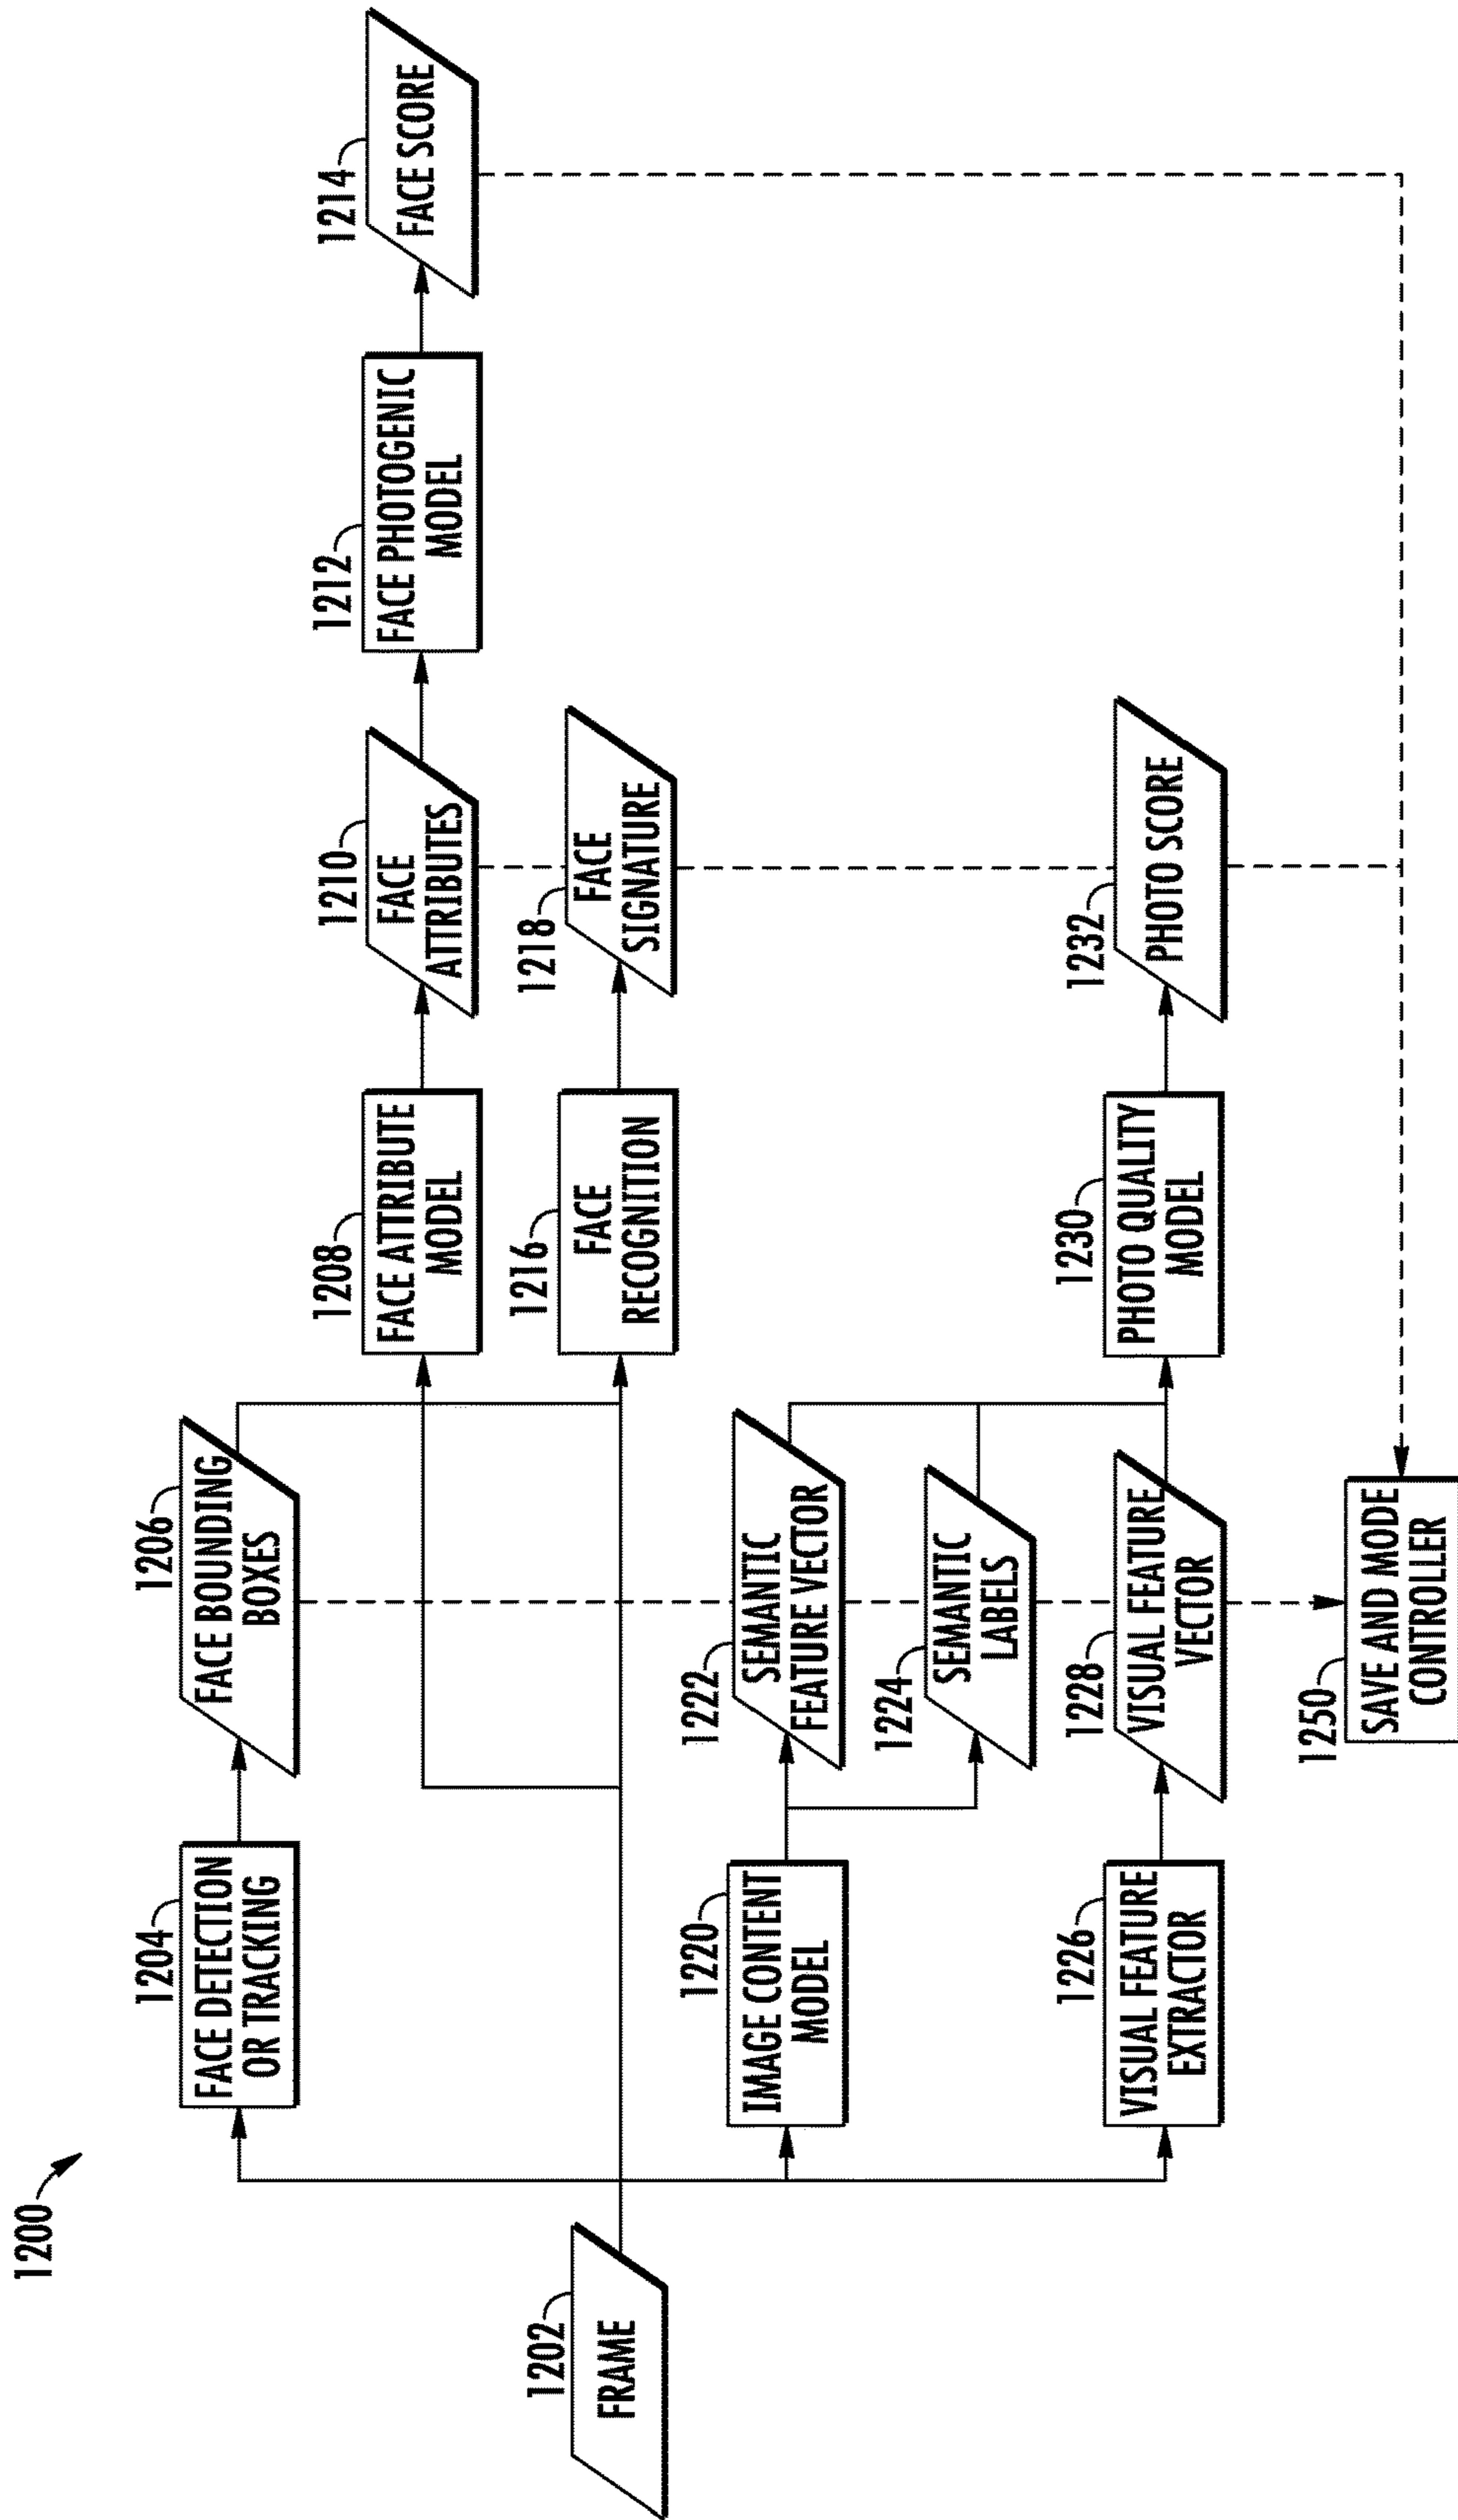 1200
1202
FRAME
1204
FACE DETECTION
OR TRACKING
1206
FACE BOUNDING
BOXES
1208
FACE ATTRIBUTE
MODEL
1210
FACE
ATTRIBUTES
1212
FACE PHOTOGENIC
MODEL
1214
FACE SCORE
1216
FACE
RECOGNITION
1218
FACE
SIGNATURE
1220
IMAGE CONTENT
MODEL
1222
SEMANTIC
FEATURE VECTOR
1224
SEMANTIC
LABELS
1226
VISUAL FEATURE
EXTRACTOR
1228
VISUAL FEATURE
VECTOR
1230
PHOTO QUALITY
MODEL
1232
PHOTO SCORE
1250
SAVE AND MODE
CONTROLLER